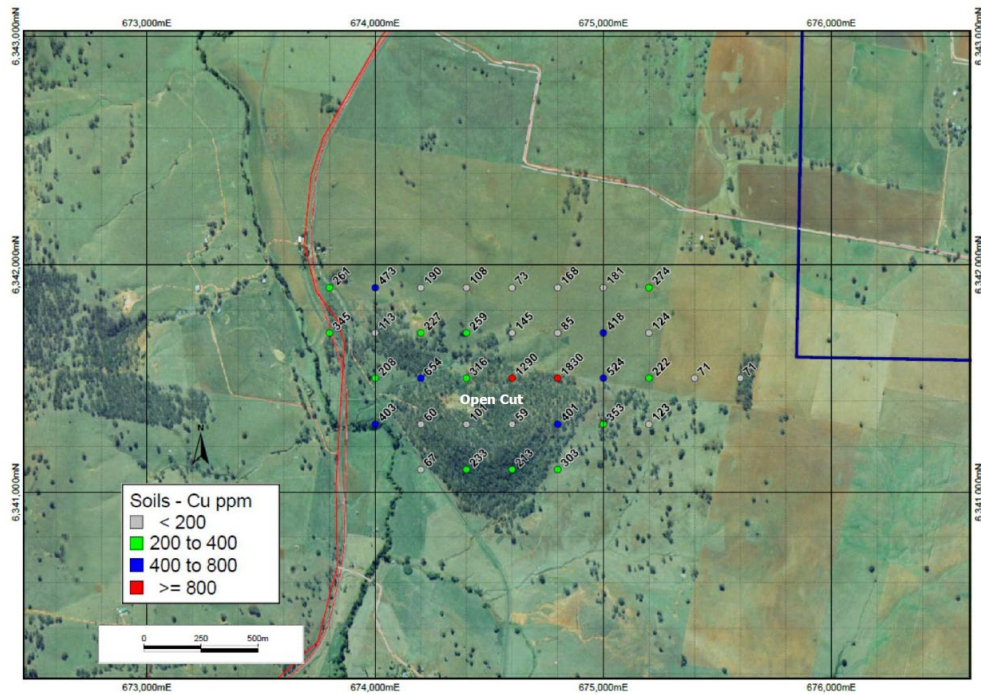 673,000mE 674,000mE 675,000mE 676,000mE
6,343,000mN 6,343,000mN
6,342,000mN 6,342,000mN
261 473 190 108 73 168 181 274
345 113 227 259 145 85 418 124
208 654 316 1290 1830 524 222 71 71
Open Cut
403 60 101 59 401 353 123
67 233 213 303
N
6,341,000mN 6,341,000mN
Soils - Cu ppm
< 200
200 to 400
400 to 800
>= 800
0 250 500m
673,000mE 674,000mE 675,000mE 676,000mE